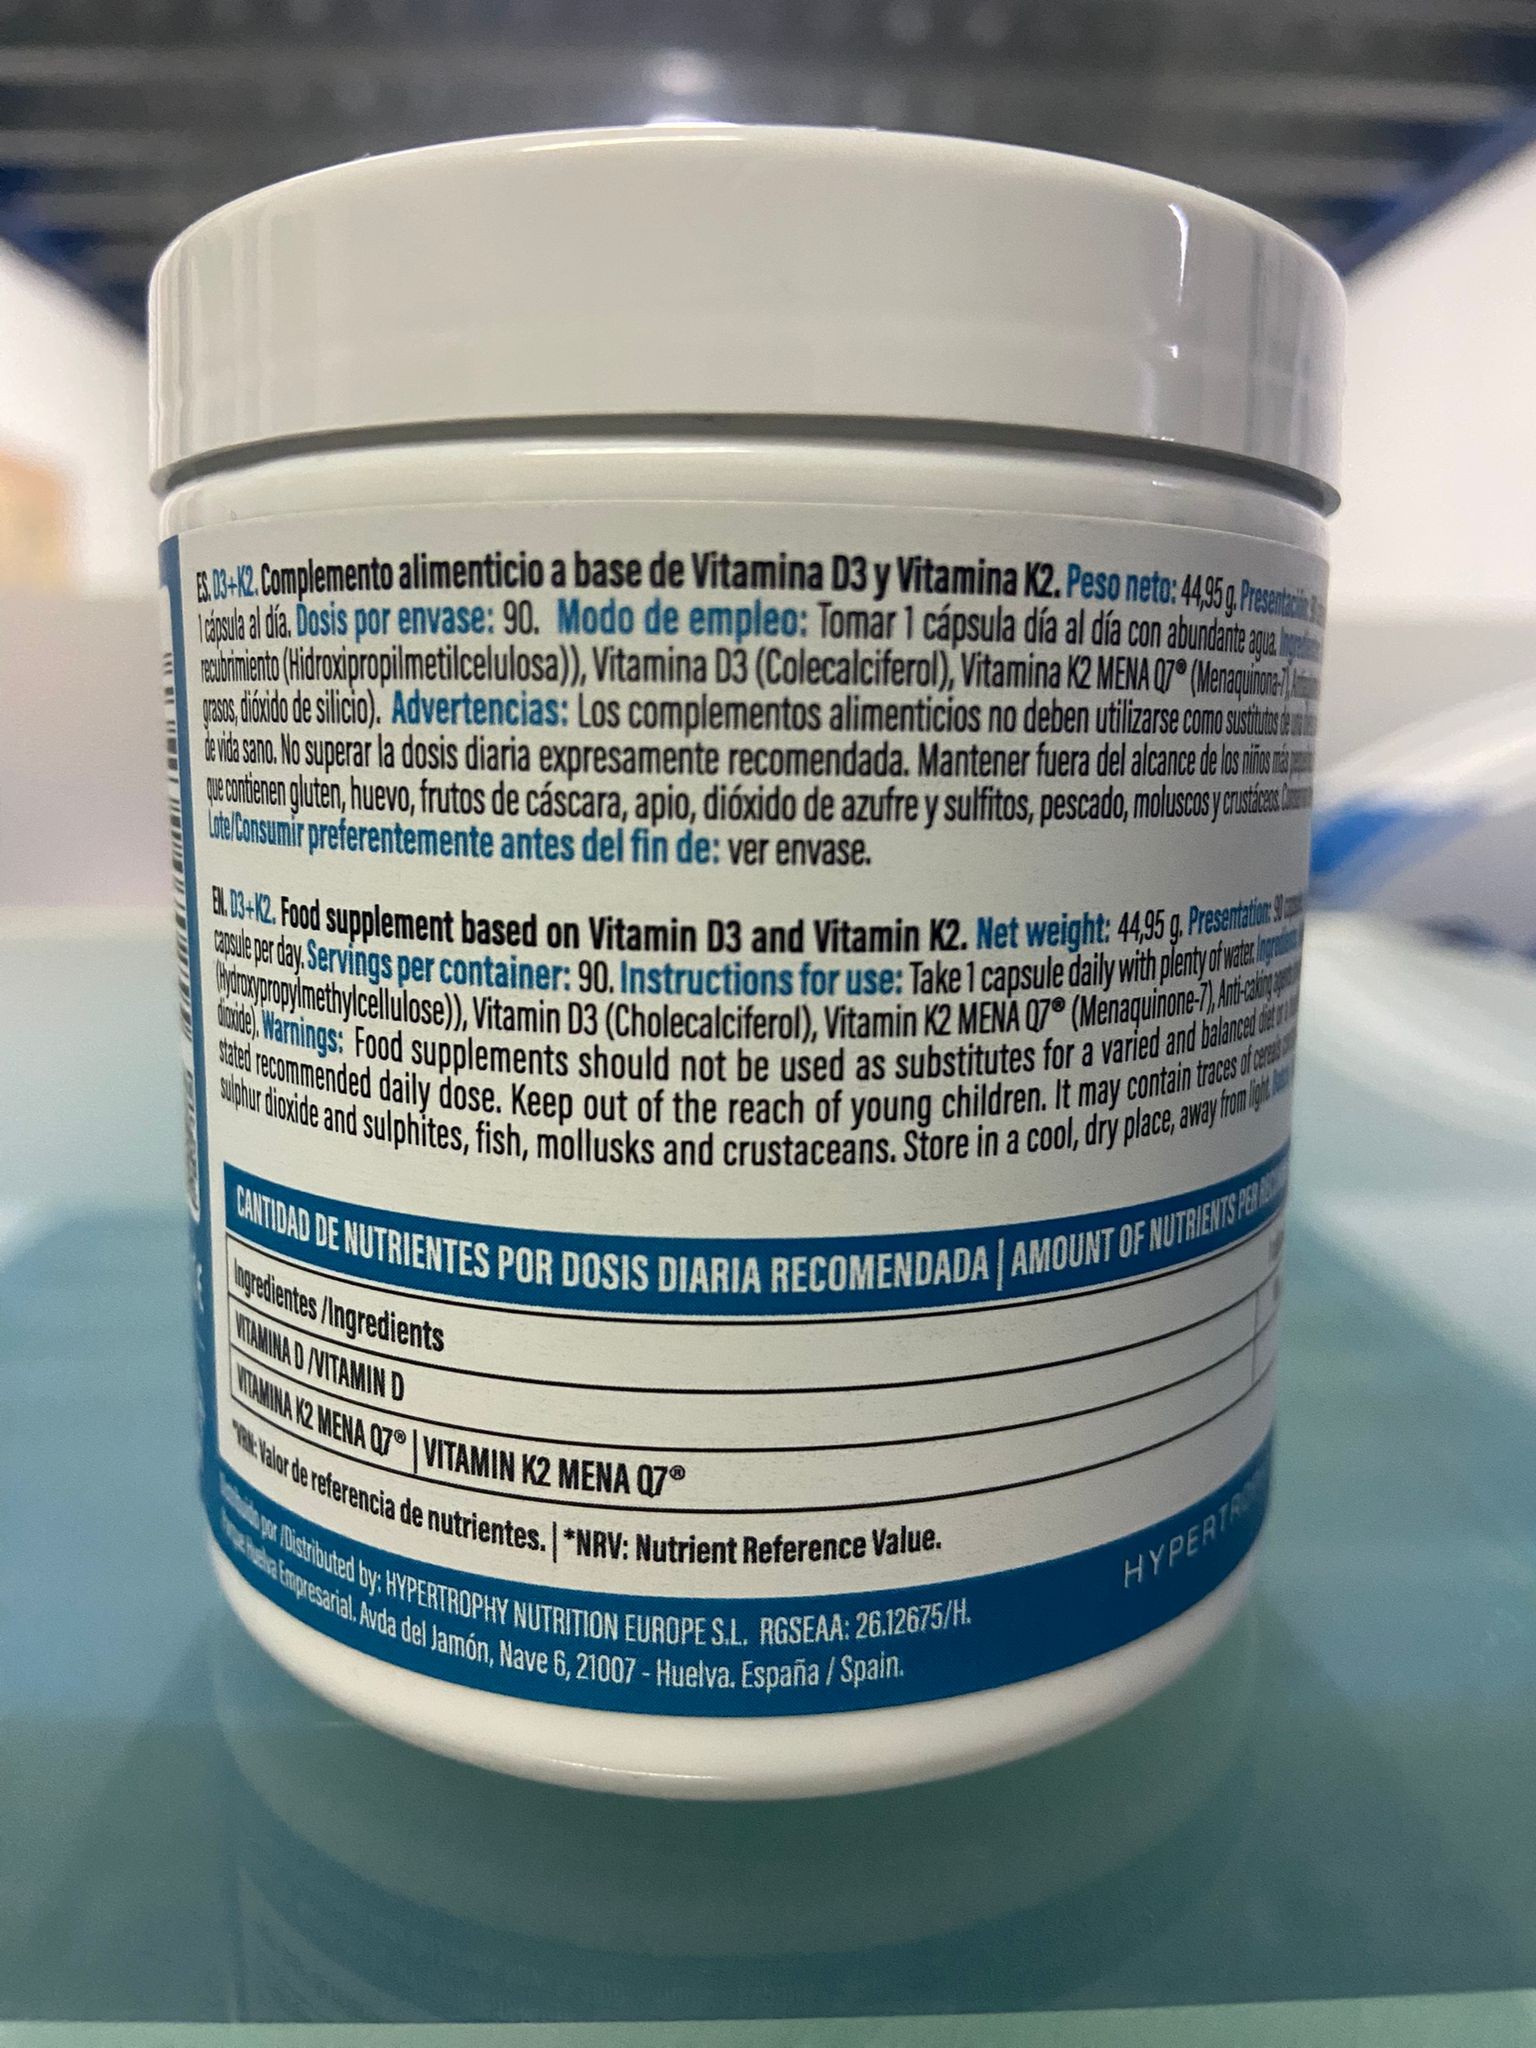 ES. D3+K2. Complemento alimenticio a base de Vitamina D3 y Vitamina K2. Peso neto: 44,95 g. Presentación:
1 cápsula al día. Dosis por envase: 90. Modo de empleo: Tomar 1 cápsula día al día con abundante agua.
recubrimiento (Hidroxipropilmetilcelulosa)), Vitamina D3 (Colecalciferol), Vitamina K2 MENA Q7® (Menaquinona-7),
grasos, dióxido de silicio). Advertencias: Los complementos alimenticios no deben utilizarse como sustitutos de una
de vida sano. No superar la dosis diaria expresamente recomendada. Mantener fuera del alcance de los niños más
que contienen gluten, huevo, frutos de cáscara, apio, dióxido de azufre y sulfitos, pescado, moluscos y crustáceos.
Lote/Consumir preferentemente antes del fin de: ver envase.
EN. D3+K2. Food supplement based on Vitamin D3 and Vitamin K2. Net weight: 44,95 g. Presentation: 90
capsule per day. Servings per container: 90. Instructions for use: Take 1 capsule daily with plenty of water.
(Hydroxypropylmethylcellulose)), Vitamin D3 (Cholecalciferol), Vitamin K2 MENA Q7® (Menaquinone-7), Anti-caking
dioxide). Warnings: Food supplements should not be used as substitutes for a varied and balanced diet or a
stated recommended daily dose. Keep out of the reach of young children. It may contain traces of cereals
sulphur dioxide and sulphites, fish, mollusks and crustaceans. Store in a cool, dry place, away from light.
CANTIDAD DE NUTRIENTES POR DOSIS DIARIA RECOMENDADA | AMOUNT OF NUTRIENTS PER
Ingredientes /Ingredients
VITAMINA D /VITAMIN D
VITAMINA K2 MENA Q7® | VITAMIN K2 MENA Q7®
*VRN: Valor de referencia de nutrientes. | *NRV: Nutrient Reference Value.
por /Distributed by: HYPERTROPHY NUTRITION EUROPE S.L. RGSEAA: 26.12675/H.
Parque Huelva Empresarial. Avda del Jamón, Nave 6, 21007 - Huelva. España / Spain.